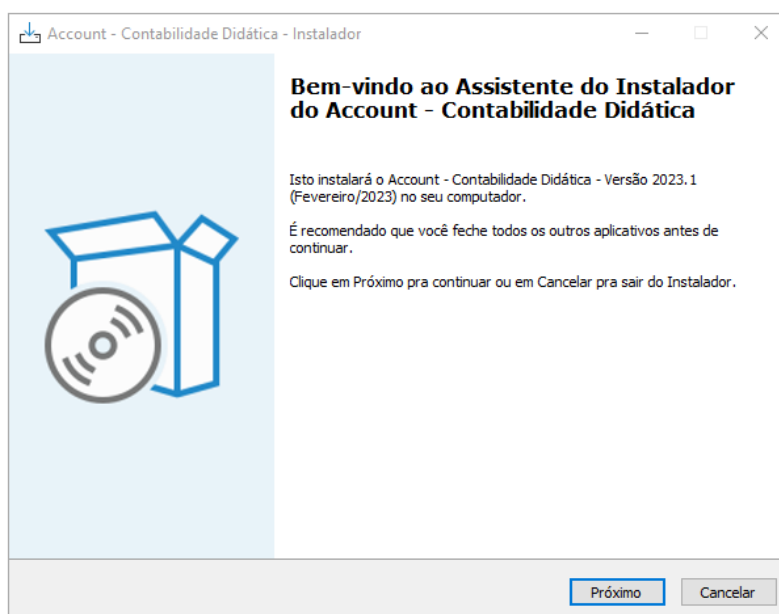 Account - Contabilidade Didática - Instalador
Bem-vindo ao Assistente do Instalador
do Account - Contabilidade Didática
Isto instalará o Account - Contabilidade Didática - Versão 2023.1
(Fevereiro/2023) no seu computador.
É recomendado que você feche todos os outros aplicativos antes de
continuar.
Clique em Próximo pra continuar ou em Cancelar pra sair do Instalador.
Próximo
Cancelar